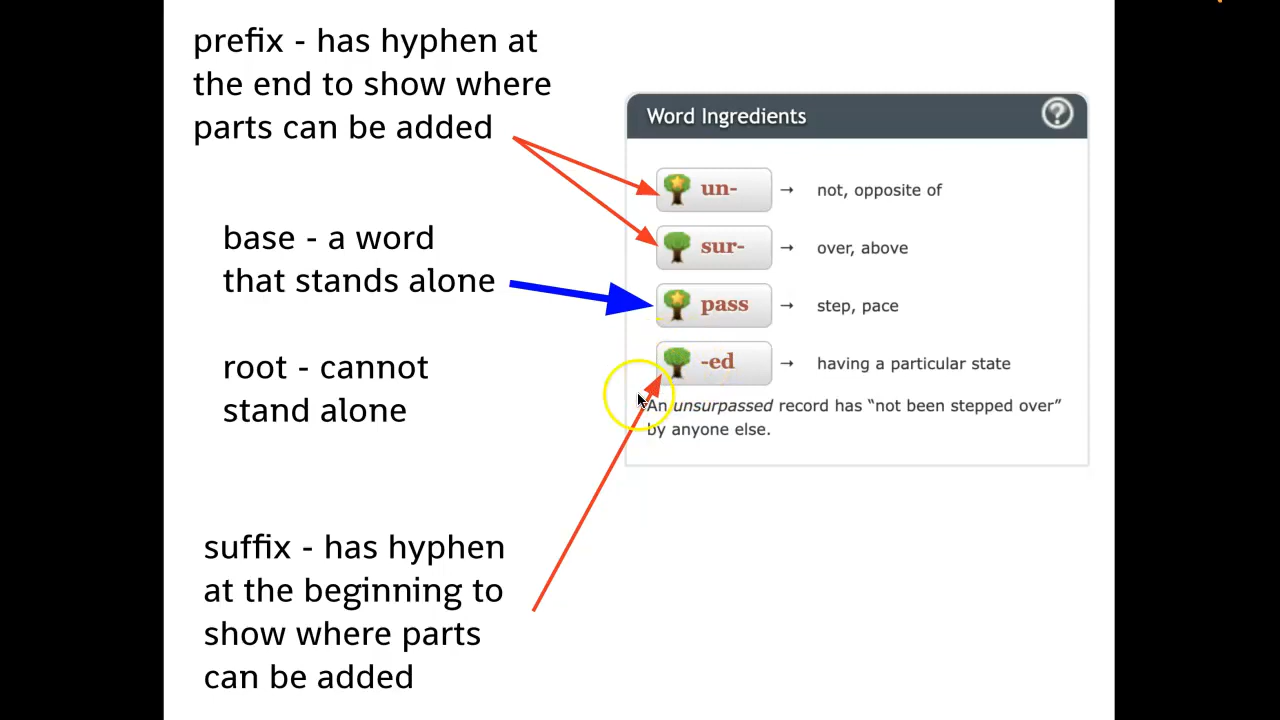 prefix - has hyphen at
the end to show where
parts can be added
base - a word
that stands alone
root - cannot
stand alone
suffix - has hyphen
at the beginning to
show where parts
can be added
Word Ingredients ?
un- → not, opposite of
sur- → over, above
pass → step, pace
-ed → having a particular state
An unsurpassed record has “not been stepped over”
by anyone else.